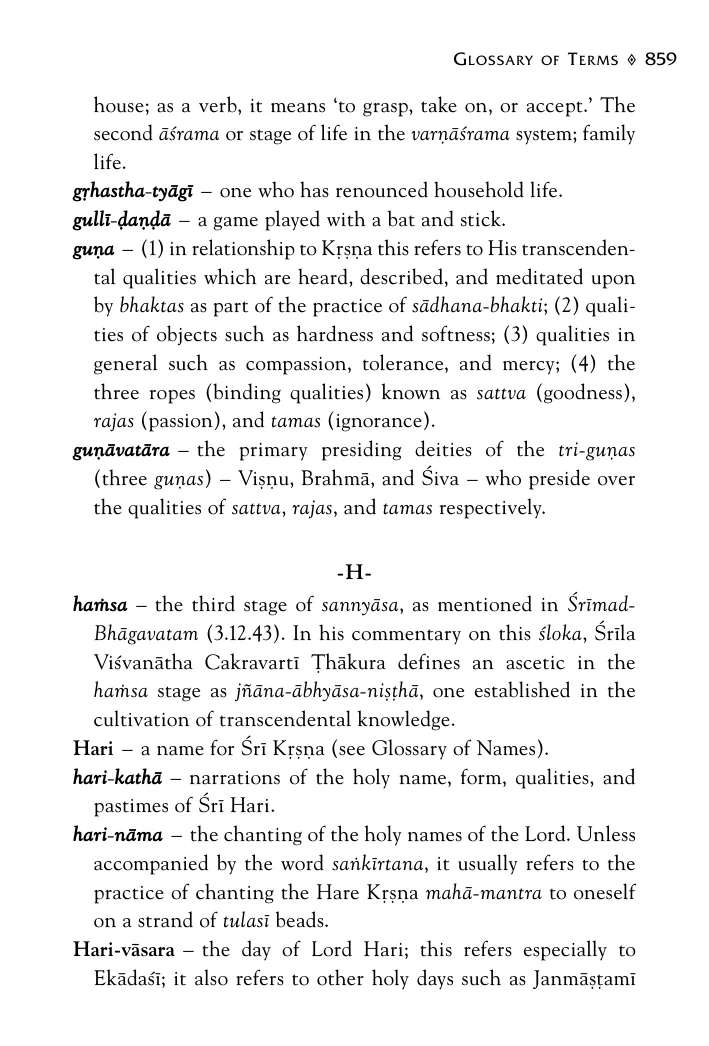 GLOSSARY OF TERMS ◊ 859
house; as a verb, it means ‘to grasp, take on, or accept.’ The
second āśrama or stage of life in the varṇāśrama system; family
life.
gṛhastha-tyāgī – one who has renounced household life.
gullī-ḍaṇḍā – a game played with a bat and stick.
guṇa – (1) in relationship to Kṛṣṇa this refers to His transcenden-
tal qualities which are heard, described, and meditated upon
by bhaktas as part of the practice of sādhana-bhakti; (2) quali-
ties of objects such as hardness and softness; (3) qualities in
general such as compassion, tolerance, and mercy; (4) the
three ropes (binding qualities) known as sattva (goodness),
rajas (passion), and tamas (ignorance).
guṇāvatāra – the primary presiding deities of the tri-guṇas
(three guṇas) – Viṣṇu, Brahmā, and Śiva – who preside over
the qualities of sattva, rajas, and tamas respectively.
-H-
haṁsa – the third stage of sannyāsa, as mentioned in Śrīmad-
Bhāgavatam (3.12.43). In his commentary on this śloka, Śrīla
Viśvanātha Cakravartī Ṭhākura defines an ascetic in the
haṁsa stage as jñāna-ābhyāsa-niṣṭhā, one established in the
cultivation of transcendental knowledge.
Hari – a name for Śrī Kṛṣṇa (see Glossary of Names).
hari-kathā – narrations of the holy name, form, qualities, and
pastimes of Śrī Hari.
hari-nāma – the chanting of the holy names of the Lord. Unless
accompanied by the word saṅkīrtana, it usually refers to the
practice of chanting the Hare Kṛṣṇa mahā-mantra to oneself
on a strand of tulasī beads.
Hari-vāsara – the day of Lord Hari; this refers especially to
Ekādaśī; it also refers to other holy days such as Janmāṣṭamī